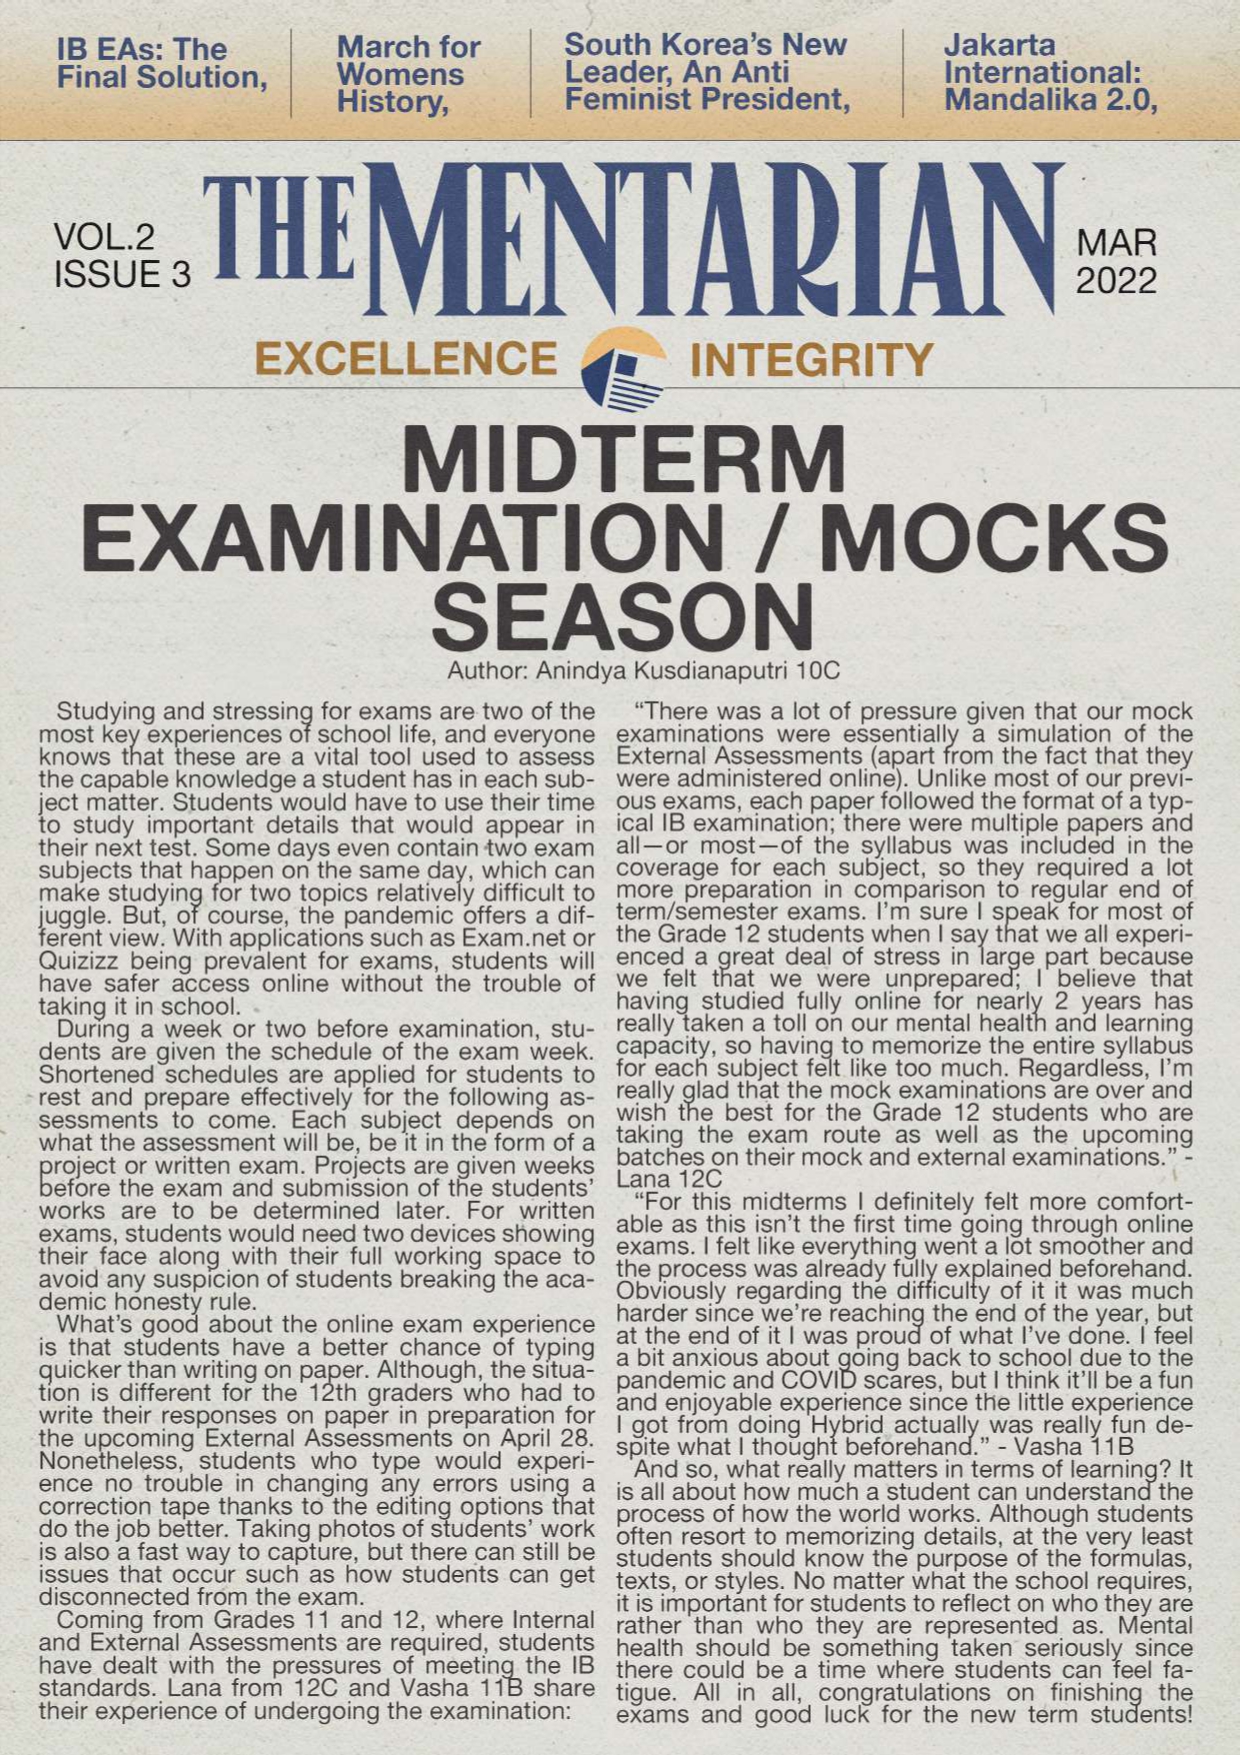 IB EAs: The
Final Solution,
March for
Womens
History,
South Korea's New
Leader, An Anti
Feminist President,
Jakarta
International:
Mandalika 2.0,
VOL.2
ISSUE 3
THE MENTARIAN
MAR
2022
EXCELLENCE INTEGRITY
MIDTERM
EXAMINATION / MOCKS
SEASON
Author: Anindya Kusdianaputri 10C
Studying and stressing for exams are two of the
most key experiences of school life, and everyone
knows that these are a vital tool used to assess
the capable knowledge a student has in each sub-
ject matter. Students would have to use their time
to study important details that would appear in
their next test. Some days even contain two exam
subjects that happen on the same day, which can
make studying for two topics relatively difficult to
juggle. But, of course, the pandemic offers a dif-
ferent view. With applications such as Exam.net or
Quizizz being prevalent for exams, students will
have safer access online without the trouble of
taking it in school.
During a week or two before examination, stu-
dents are given the schedule of the exam week.
Shortened schedules are applied for students to
rest and prepare effectively for the following as-
sessments to come. Each subject depends on
what the assessment will be, be it in the form of a
project or written exam. Projects are given weeks
before the exam and submission of the students'
works are to be determined later. For written
exams, students would need two devices showing
their face along with their full working space to
avoid any suspicion of students breaking the aca-
demic honesty rule.
What's good about the online exam experience
is that students have a better chance of typing
quicker than writing on paper. Although, the situa-
tion is different for the 12th graders who had to
write their responses on paper in preparation for
the upcoming External Assessments on April 28.
Nonetheless, students who type would experi-
ence no trouble in changing any errors using a
correction tape thanks to the editing options that
do the job better. Taking photos of students' work
is also a fast way to capture, but there can still be
issues that occur such as how students can get
disconnected from the exam.
Coming from Grades 11 and 12, where Internal
and External Assessments are required, students
have dealt with the pressures of meeting the IB
standards. Lana from 12C and Vasha 11B share
their experience of undergoing the examination:
“There was a lot of pressure given that our mock
examinations were essentially a simulation of the
External Assessments (apart from the fact that they
were administered online). Unlike most of our previ-
ous exams, each paper followed the format of a typ-
ical IB examination; there were multiple papers and
all—or most—of the syllabus was included in the
coverage for each subject, so they required a lot
more preparation in comparison to regular end of
term/semester exams. I'm sure I speak for most of
the Grade 12 students when I say that we all experi-
enced a great deal of stress in large part because
we felt that we were unprepared; I believe that
having studied fully online for nearly 2 years has
really taken a toll on our mental health and learning
capacity, so having to memorize the entire syllabus
for each subject felt like too much. Regardless, I'm
really glad that the mock examinations are over and
wish the best for the Grade 12 students who are
taking the exam route as well as the upcoming
batches on their mock and external examinations.” -
Lana 12C
“For this midterms I definitely felt more comfort-
able as this isn't the first time going through online
exams. I felt like everything went a lot smoother and
the process was already fully explained beforehand.
Obviously regarding the difficulty of it it was much
harder since we're reaching the end of the year, but
at the end of it I was proud of what I've done. I feel
a bit anxious about going back to school due to the
pandemic and COVID scares, but I think it'll be a fun
and enjoyable experience since the little experience
I got from doing Hybrid actually was really fun de-
spite what I thought beforehand.” - Vasha 11B
And so, what really matters in terms of learning? It
is all about how much a student can understand the
process of how the world works. Although students
often resort to memorizing details, at the very least
students should know the purpose of the formulas,
texts, or styles. No matter what the school requires,
it is important for students to reflect on who they are
rather than who they are represented as. Mental
health should be something taken seriously since
there could be a time where students can feel fa-
tigue. All in all, congratulations on finishing the
exams and good luck for the new term students!